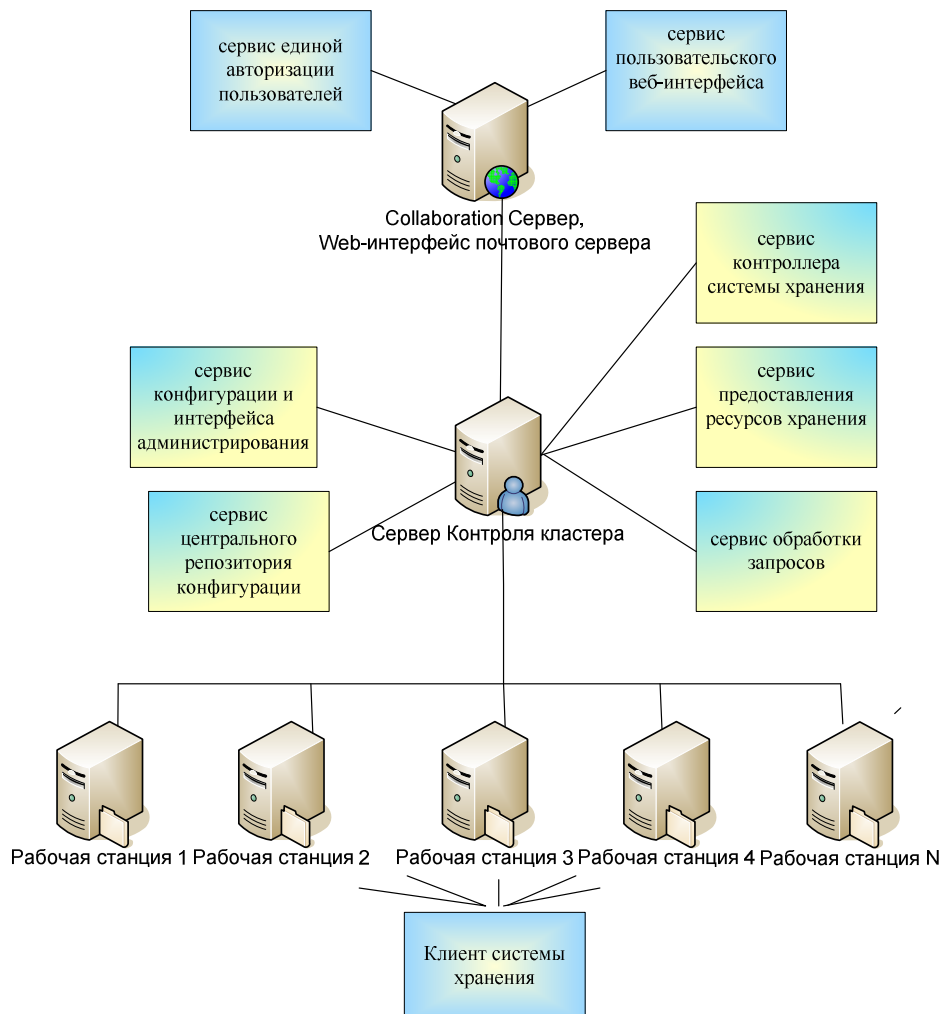 сервис единой
авторизации
пользователей
сервис
пользовательского
веб-интерфейса
Collaboration Сервер,
Web-интерфейс почтового сервера
сервис
контроллера
системы хранения
сервис
конфигурации и
интерфейса
администрирования
сервис
предоставления
ресурсов хранения
сервис
центрального
репозитория
конфигурации
Сервер Контроля кластера
сервис обработки
запросов
Рабочая станция 1
Рабочая станция 2
Рабочая станция 3
Рабочая станция 4
Рабочая станция N
Клиент системы
хранения